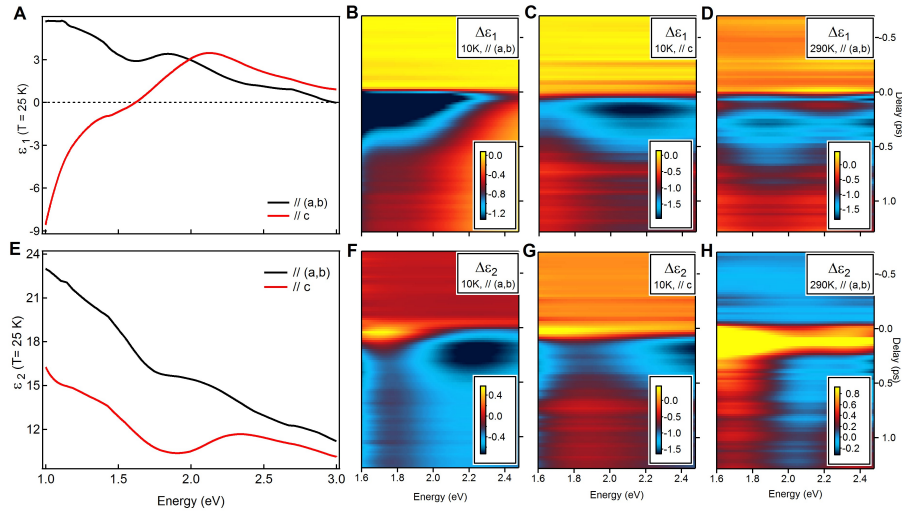 A
ε1 (T = 25 K)
3
0
-3
-6
-9
// (a,b)
// c
B
Δε1
10K, // (a,b)
0.0
-0.4
-0.8
-1.2
C
Δε1
10K, // c
0.0
-0.5
-1.0
-1.5
D
Δε1
290K, // (a,b)
0.0
-0.5
-1.0
-1.5
-0.5
0.0
0.5
1.0
Delay (ps)
E
ε2 (T= 25 K)
24
21
18
15
12
// (a,b)
// c
1.0
1.5
2.0
2.5
3.0
Energy (eV)
F
Δε2
10K, // (a,b)
0.4
0.0
-0.4
1.6
1.8
2.0
2.2
2.4
Energy (eV)
G
Δε2
10K, // c
0.0
-0.5
-1.0
-1.5
1.6
1.8
2.0
2.2
2.4
Energy (eV)
H
Δε2
290K, // (a,b)
0.8
0.6
0.4
0.2
0.0
-0.2
1.6
1.8
2.0
2.2
2.4
Energy (eV)
-0.5
0.0
0.5
1.0
Delay (ps)